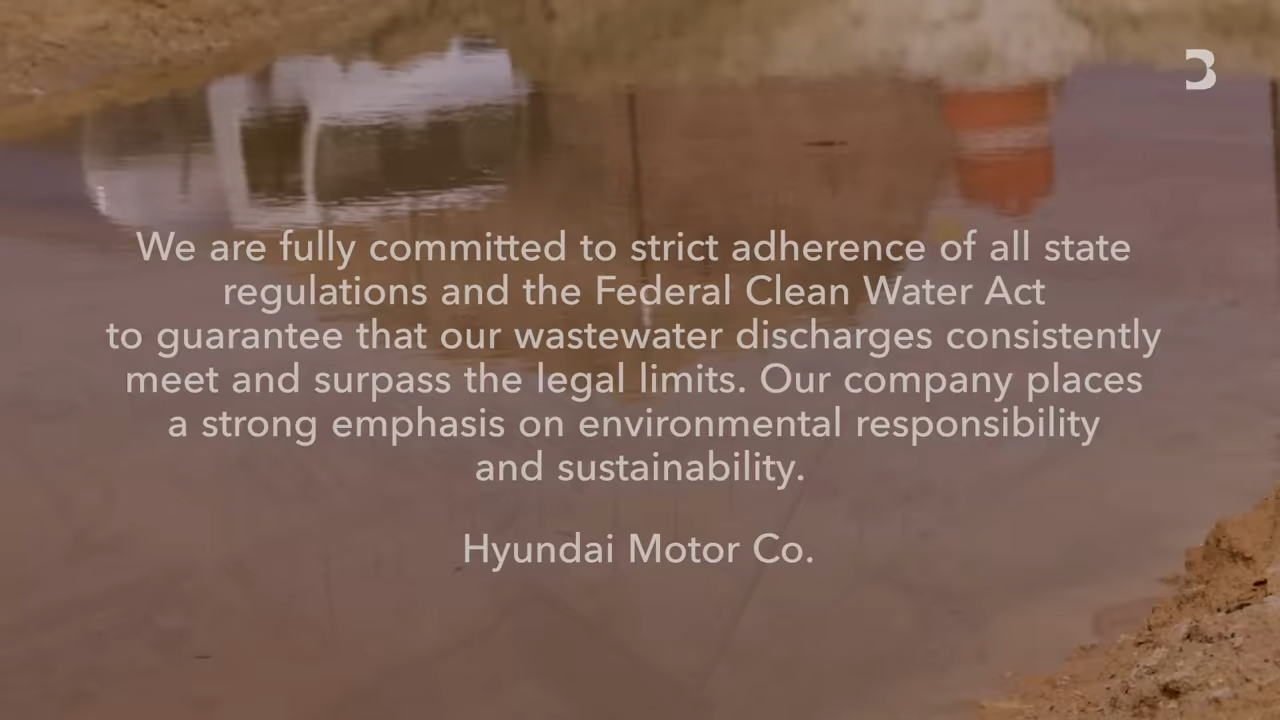 3
We are fully committed to strict adherence of all state
regulations and the Federal Clean Water Act
to guarantee that our wastewater discharges consistently
meet and surpass the legal limits. Our company places
a strong emphasis on environmental responsibility
and sustainability.
Hyundai Motor Co.